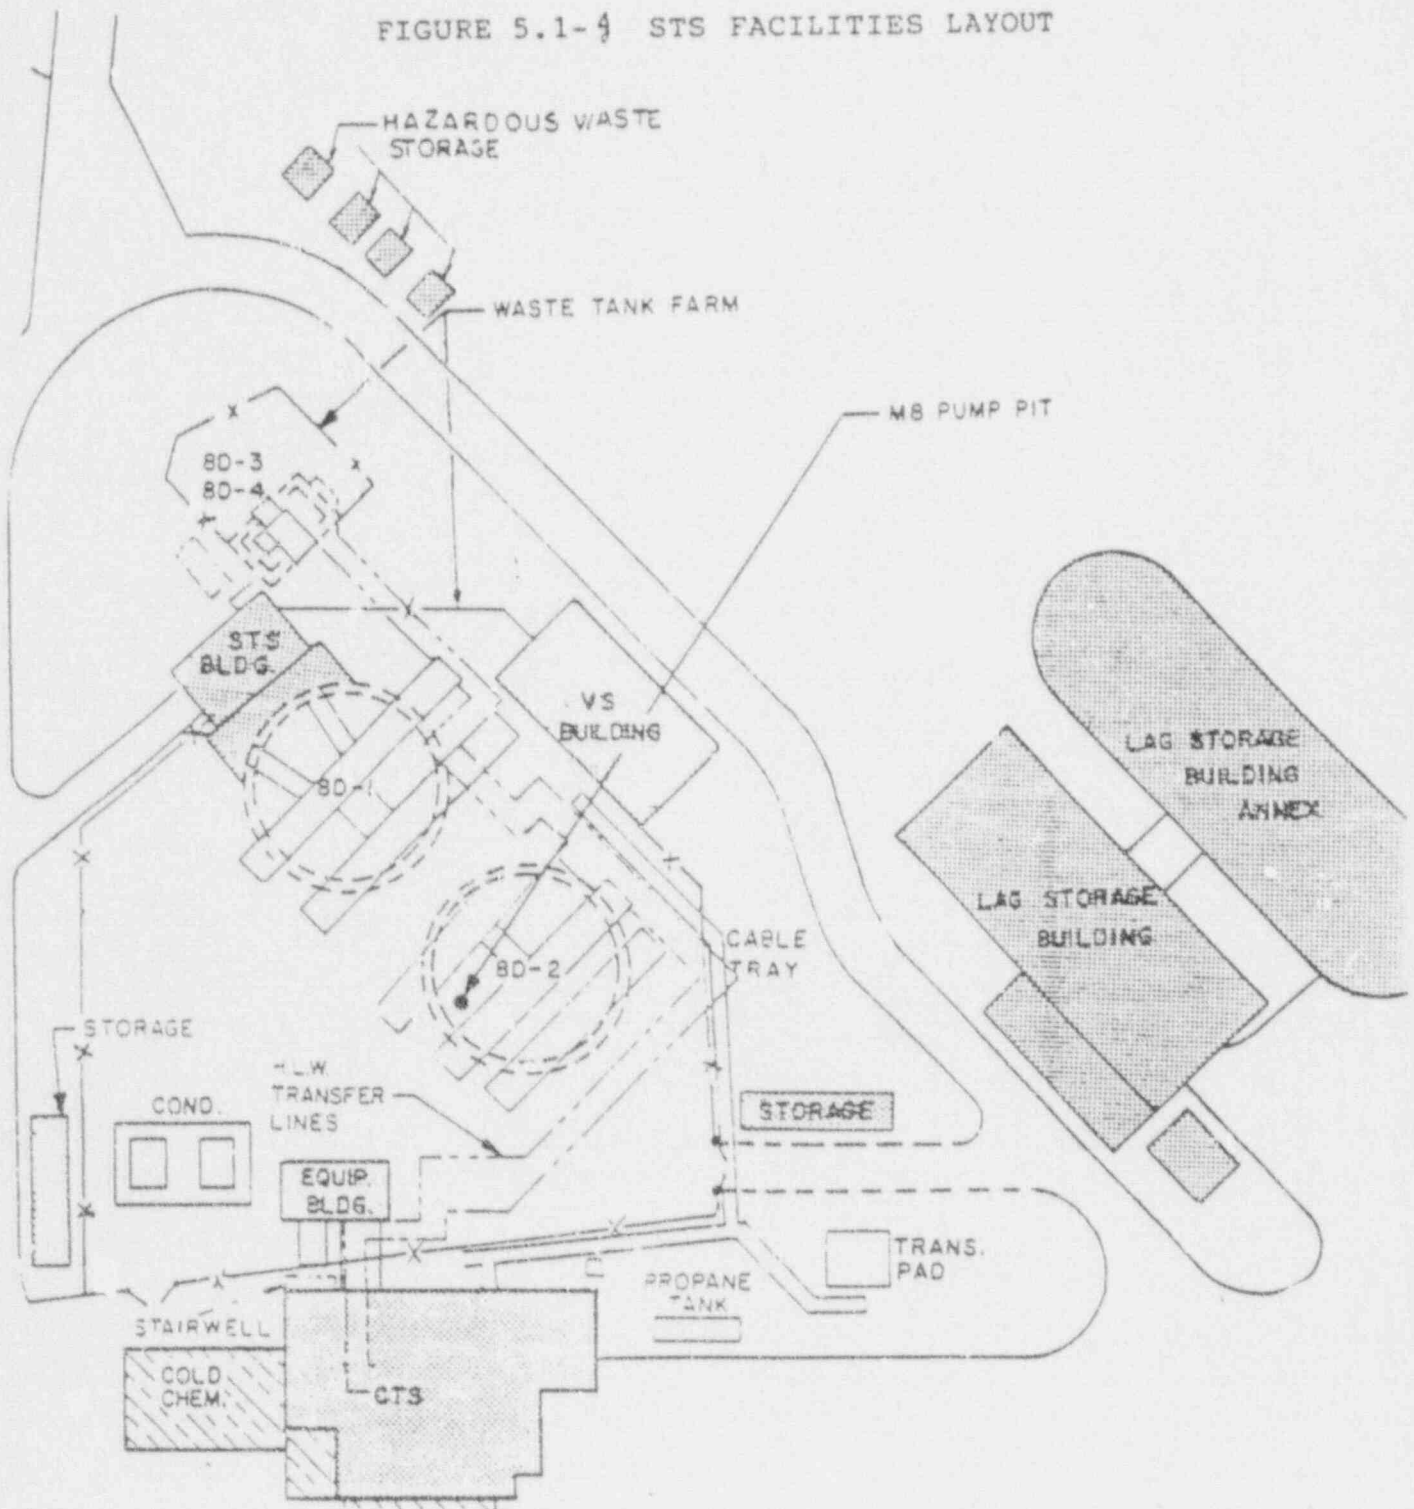 FIGURE 5.1-4 STS FACILITIES LAYOUT
HAZARDOUS WASTE
STORAGE
WASTE TANK FARM
M8 PUMP PIT
8D-3
8D-4
STS
BLDG.
VS
BUILDING
8D-1
LAG STORAGE
BUILDING
ANNEX
LAG STORAGE
BUILDING
CABLE
TRAY
8D-2
STORAGE
H.L.W.
TRANSFER
LINES
COND.
STORAGE
EQUIP.
BLDG.
TRANS.
PAD
PROPANE
TANK
STAIRWELL
COLD
CHEM.
CTS